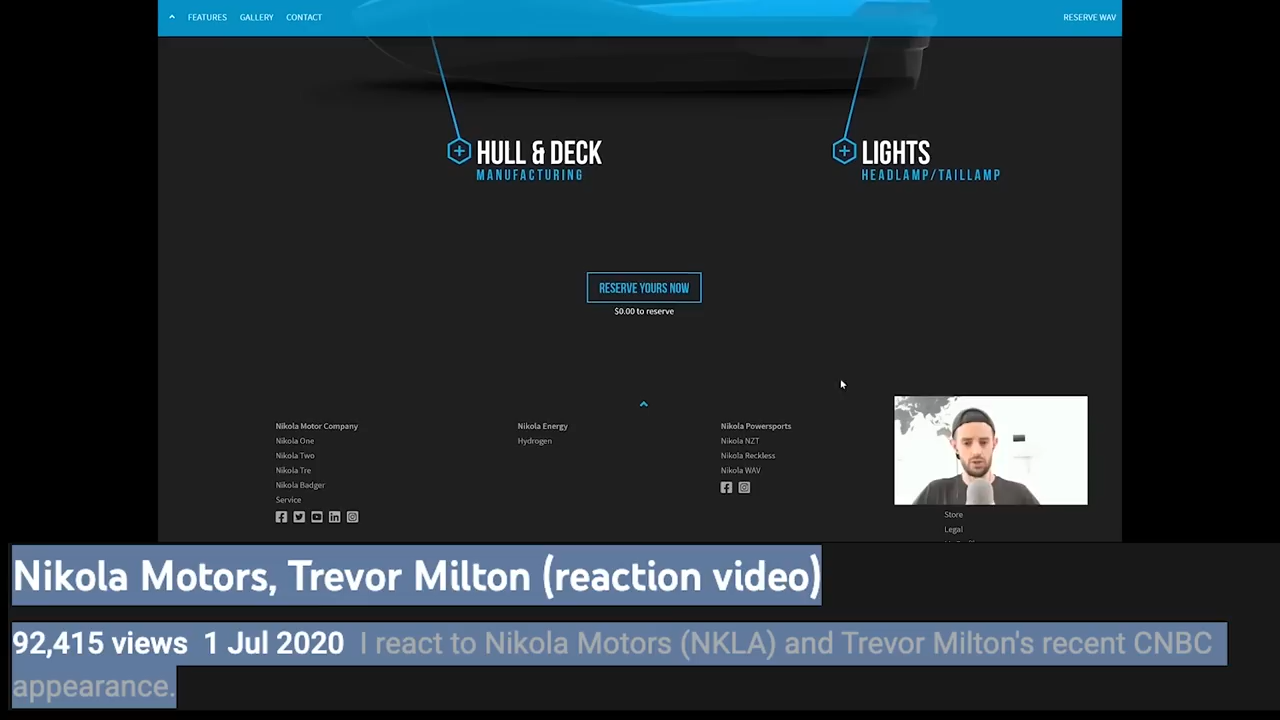 FEATURES GALLERY CONTACT RESERVE WAV
HULL & DECK
MANUFACTURING
LIGHTS
HEADLAMP/TAILLAMP
RESERVE YOURS NOW
$0.00 to reserve
Nikola Motor Company
Nikola One
Nikola Two
Nikola Tre
Nikola Badger
Service
Nikola Energy
Hydrogen
Nikola Powersports
Nikola NZT
Nikola Reckless
Nikola WAV
Store
Legal
Nikola Motors, Trevor Milton (reaction video)
92,415 views 1 Jul 2020 I react to Nikola Motors (NKLA) and Trevor Milton's recent CNBC
appearance.